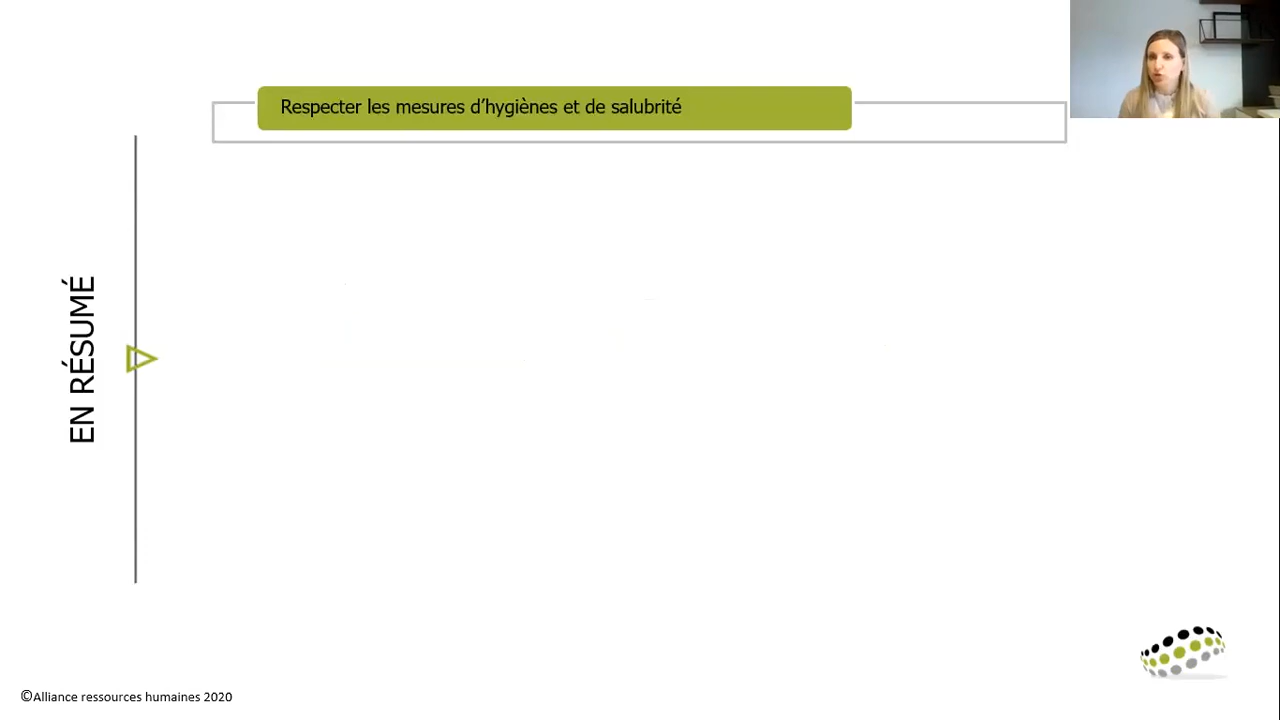 Respecter les mesures d’hygiènes et de salubrité
EN RÉSUMÉ
©Alliance ressources humaines 2020